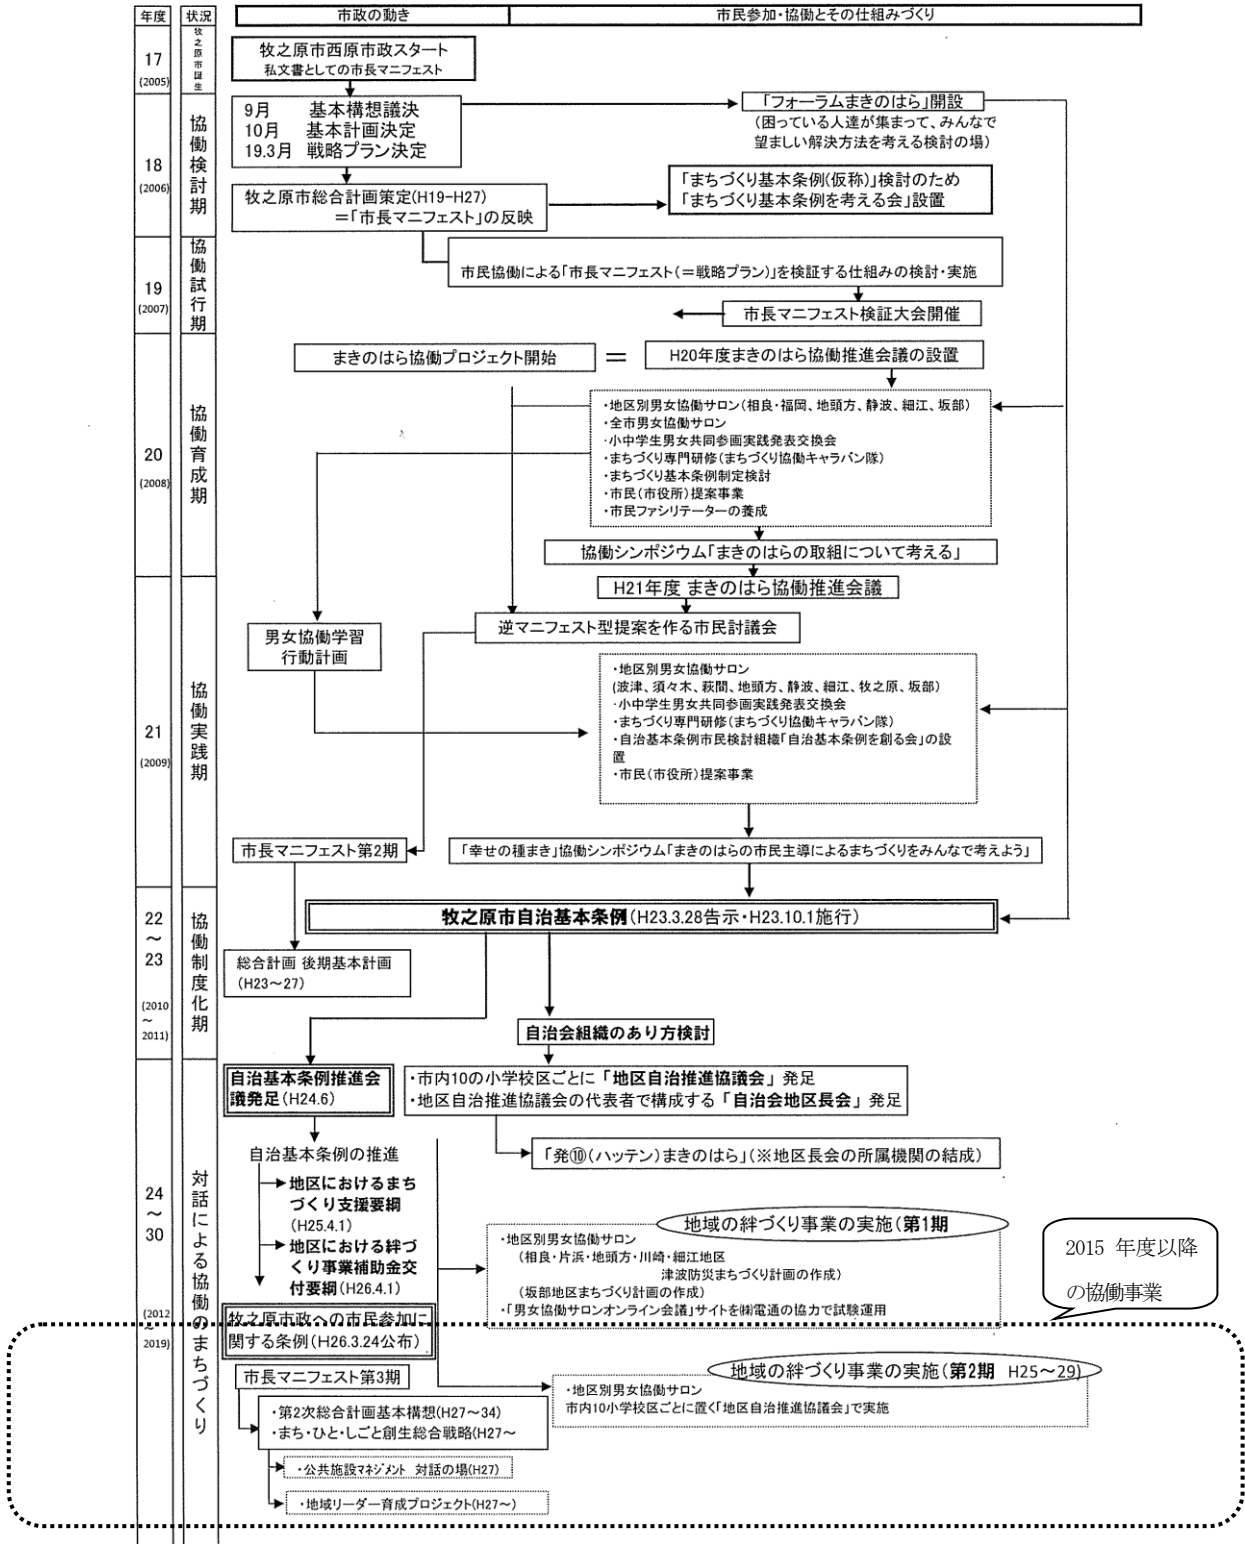 年度
状況
市政の動き
市民参加・協働とその仕組みづくり
17
(2005)
牧之原市誕生
牧之原市西原市政スタート
私文書としての市長マニフェスト
18
(2006)
協働検討期
9月 基本構想議決
10月 基本計画決定
19.3月 戦略プラン決定
「フォーラムまきのはら」開設
(困っている人達が集まって、みんなで
望ましい解決方法を考える検討の場)
牧之原市総合計画策定(H19-H27)
=「市長マニフェスト」の反映
「まちづくり基本条例(仮称)」検討のため
「まちづくり基本条例を考える会」設置
19
(2007)
協働試行期
市民協働による「市長マニフェスト(=戦略プラン)」を検証する仕組みの検討・実施
市長マニフェスト検証大会開催
20
(2008)
協働育成期
まきのはら協働プロジェクト開始
=
H20年度まきのはら協働推進会議の設置
・地区別男女協働サロン(相良・福岡、地頭方、静波、細江、坂部)
・全市男女協働サロン
・小中学生男女共同参画実践発表交換会
・まちづくり専門研修(まちづくり協働キャラバン隊)
・まちづくり基本条例制定検討
・市民(市役所)提案事業
・市民ファシリテーターの養成
協働シンポジウム「まきのはらの取組について考える」
21
(2009)
協働実践期
H21年度 まきのはら協働推進会議
逆マニフェスト型提案を作る市民討議会
男女協働学習
行動計画
・地区別男女協働サロン
(波津、須々木、萩間、地頭方、静波、細江、牧之原、坂部)
・小中学生男女共同参画実践発表交換会
・まちづくり専門研修(まちづくり協働キャラバン隊)
・自治基本条例市民検討組織「自治基本条例を創る会」の設
置
・市民(市役所)提案事業
市長マニフェスト第2期
「幸せの種まき」協働シンポジウム「まきのはらの市民主導によるまちづくりをみんなで考えよう」
22
~
23
(2010
~
2011)
協働制度化期
牧之原市自治基本条例(H23.3.28告示・H23.10.1施行)
総合計画 後期基本計画
(H23~27)
自治会組織のあり方検討
24
~
30
(2012
~
2019)
対話による協働のまちづくり
自治基本条例推進会
議発足(H24.6)
・市内10の小学校区ごとに「地区自治推進協議会」発足
・地区自治推進協議会の代表者で構成する「自治会地区長会」発足
自治基本条例の推進
「発⑩(ハッテン)まきのはら」(※地区長会の所属機関の結成)
地区におけるまち
づくり支援要綱
(H25.4.1)
地区における絆づ
くり事業補助金交
付要綱(H26.4.1)
地域の絆づくり事業の実施(第1期
・地区別男女協働サロン
(相良・片浜・地頭方・川崎・細江地区
津波防災まちづくり計画の作成)
(坂部地区まちづくり計画の作成)
・「男女協働サロンオンライン会議」サイトを㈱電通の協力で試験運用
2015 年度以降
の協働事業
牧之原市政への市民参加に
関する条例(H26.3.24公布)
市長マニフェスト第3期
地域の絆づくり事業の実施(第2期 H25~29)
・地区別男女協働サロン
市内10小学校区ごとに置く「地区自治推進協議会」で実施
・第2次総合計画基本構想(H27~34)
・まち・ひと・しごと創生総合戦略(H27~
・公共施設マネジメント 対話の場(H27)
・地域リーダー育成プロジェクト(H27~)